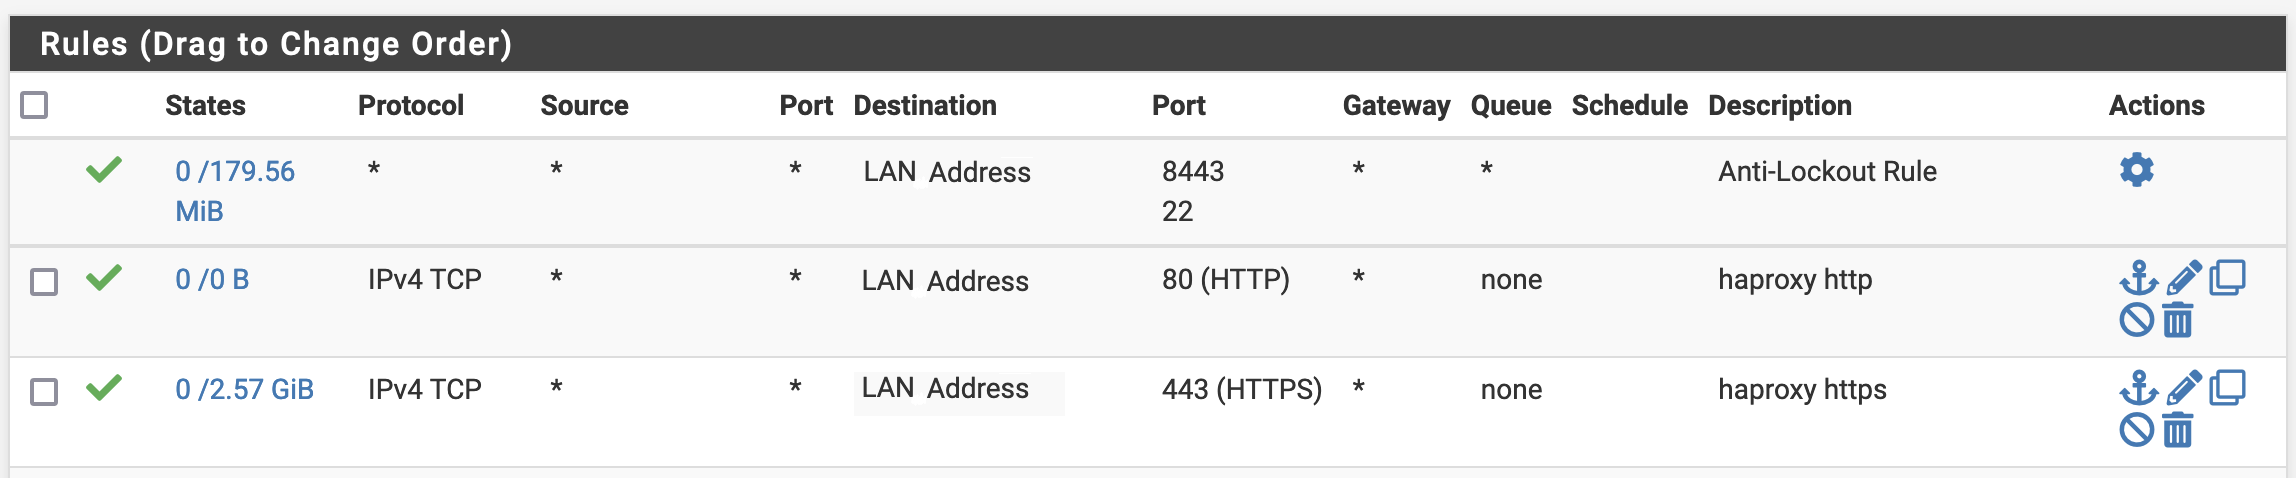 Rules (Drag to Change Order)
States Protocol Source Port Destination Port Gateway Queue Schedule Description Actions
0 /179.56 MiB * * * LAN Address 8443 22 * * Anti-Lockout Rule
0 /0 B IPv4 TCP * * LAN Address 80 (HTTP) * none haproxy http
0 /2.57 GiB IPv4 TCP * * LAN Address 443 (HTTPS) * none haproxy https